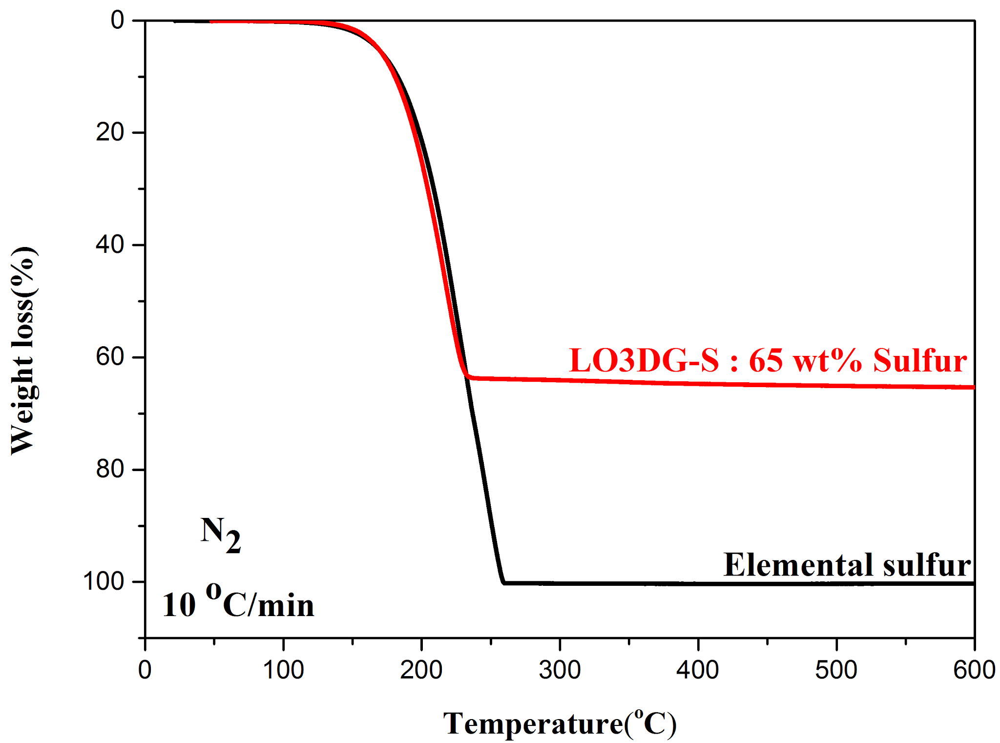 0
20
40
60
80
100
Weight loss(%)
LO3DG-S : 65 wt% Sulfur
Elemental sulfur
N2
10 oC/min
0 100 200 300 400 500 600
Temperature(oC)